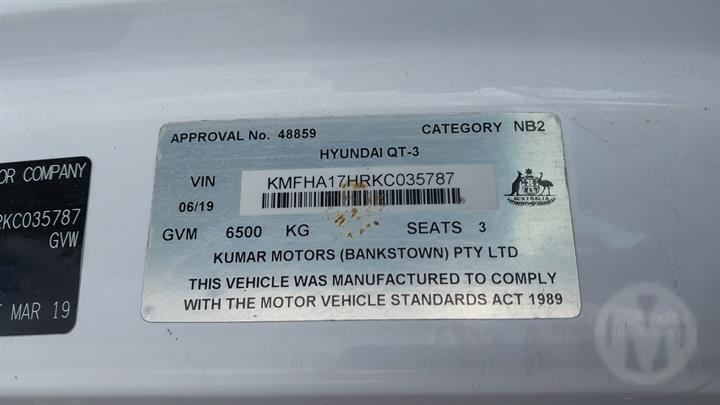 APPROVAL No. 48859 CATEGORY NB2
HYUNDAI QT-3
VIN KMFHA17HRKC035787
06/19
AUSTRALIA
GVM 6500 KG SEATS 3
KUMAR MOTORS (BANKSTOWN) PTY LTD
THIS VEHICLE WAS MANUFACTURED TO COMPLY
WITH THE MOTOR VEHICLE STANDARDS ACT 1989
OR COMPANY
RKC035787
GVW
MAR 19
M